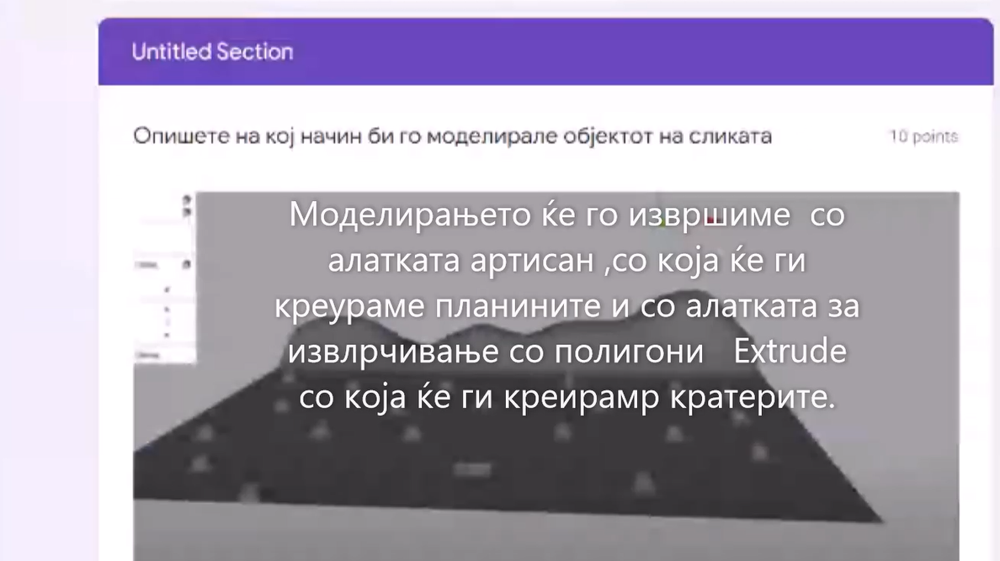 Untitled Section
Опишете на кој начин би го моделирале објектот на сликата
10 points
Моделирањето ќе го извршиме  со
алатката артисан ,со која ќе ги
креураме планините и со алатката за
извлрчивање со полигони   Extrude
со која ќе ги креирамр кратерите.